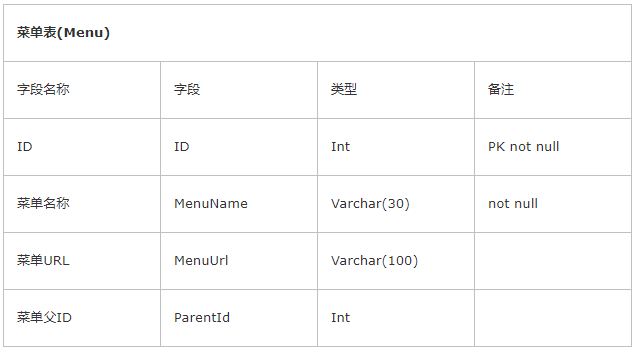 菜单表(Menu)
字段名称 字段 类型 备注
ID ID Int PK not null
菜单名称 MenuName Varchar(30) not null
菜单URL MenuUrl Varchar(100)
菜单父ID ParentId Int